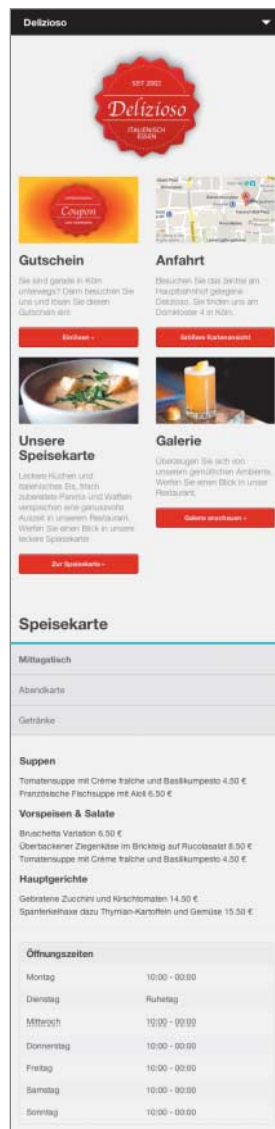 Delizioso
SEIT 2002
Delizioso
ITALIENISCH
ESSEN
Coupon
Gutschein
Sie sind gerade in Köln
unterwegs? Dann besuchen Sie
uns und lösen Sie diesen
Gutschein ein!
Einlösen »
Anfahrt
Besuchen Sie das zentral am
Hauptbahnhof gelegene
Delizioso. Sie finden uns am
Domkloster 4 in Köln.
Größere Kartenansicht
Unsere
Speisekarte
Leckere Kuchen und
italienisches Eis, frisch
zubereitete Paninis und Waffeln
versprechen eine genussvolle
Auszeit in unserem Restaurant.
Werfen Sie einen Blick in unsere
leckere Speisekarte!
Zur Speisekarte »
Galerie
Überzeugen Sie sich von
unserem gemütlichen Ambiente.
Werfen Sie einen Blick in unser
Restaurant.
Galerie anschauen »
Speisekarte
Mittagstisch
Abendkarte
Getränke
Suppen
Tomatensuppe mit Crème fraîche und Basilikumpesto 4.50 €
Französische Fischsuppe mit Aioli 6.50 €
Vorspeisen & Salate
Bruschetta Variation 6.50 €
Überbackener Ziegenkäse im Brickteig auf Rucolasalat 8.50 €
Tomatensuppe mit Crème fraîche und Basilikumpesto 4.50 €
Hauptgerichte
Gebratene Zucchini und Kirschtomaten 14.50 €
Spanferkelhaxe dazu Thymian-Kartoffeln und Gemüse 15.50 €
Öffnungszeiten
Montag 10:00 - 00:00
Dienstag Ruhetag
Mittwoch 10:00 - 00:00
Donnerstag 10:00 - 00:00
Freitag 10:00 - 00:00
Samstag 10:00 - 00:00
Sonntag 10:00 - 00:00